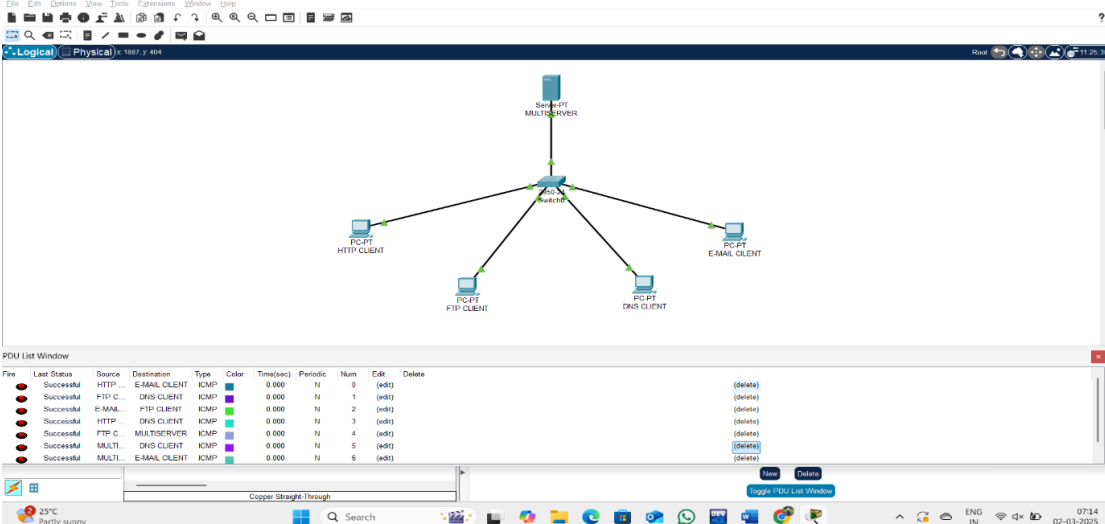 File Edit Options View Tools Extensions Window Help
?
Logical Physical x: 1887, y: 404 Root 11:25:3
Server-PT
MULTISERVER
2950-24
Switch0
PC-PT
HTTP CLIENT
PC-PT
E-MAIL CILENT
PC-PT
FTP CLIENT
PC-PT
DNS CLIENT
PDU List Window
Fire Last Status Source Destination Type Color Time(sec) Periodic Num Edit Delete
Successful HTTP ... E-MAIL CILENT ICMP 0.000 N 0 (edit) (delete)
Successful FTP C... DNS CLIENT ICMP 0.000 N 1 (edit) (delete)
Successful E-MAIL... FTP CLIENT ICMP 0.000 N 2 (edit) (delete)
Successful HTTP ... DNS CLIENT ICMP 0.000 N 3 (edit) (delete)
Successful FTP C... MULTISERVER ICMP 0.000 N 4 (edit) (delete)
Successful MULTI... DNS CLIENT ICMP 0.000 N 5 (edit) (delete)
Successful MULTI... E-MAIL CILENT ICMP 0.000 N 6 (edit) (delete)
New Delete
Toggle PDU List Window
Copper Straight-Through
2 25°C
Partly sunny
Search
DEV
ENG
IN
07:14
02-03-2025